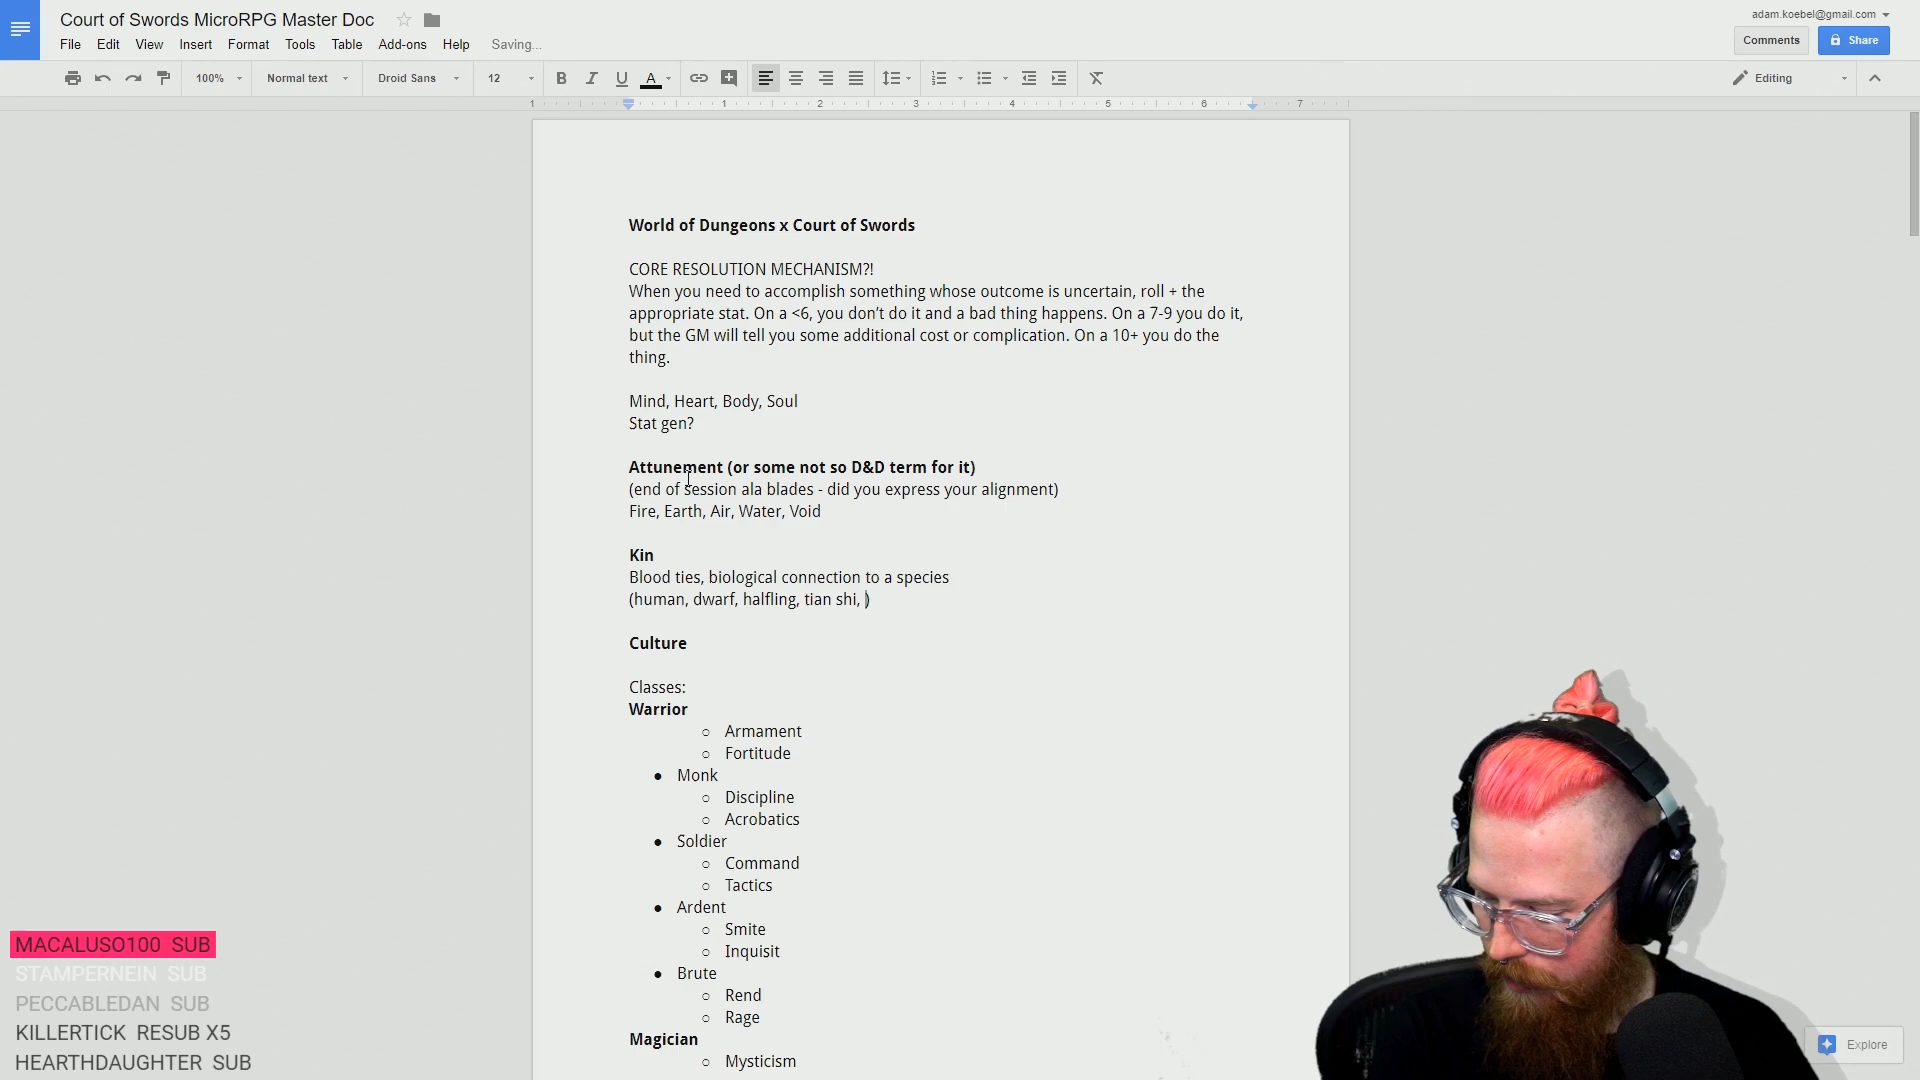 Court of Swords MicroRPG Master Doc
adam.koebel@gmail.com
File Edit View Insert Format Tools Table Add-ons Help Saving...
Comments
Share
100% Normal text Droid Sans 12 B I U A Editing
1 1 2 3 4 5 6 7
World of Dungeons x Court of Swords
CORE RESOLUTION MECHANISM?!
When you need to accomplish something whose outcome is uncertain, roll + the
appropriate stat. On a <6, you don’t do it and a bad thing happens. On a 7-9 you do it,
but the GM will tell you some additional cost or complication. On a 10+ you do the
thing.
Mind, Heart, Body, Soul
Stat gen?
Attunement (or some not so D&D term for it)
(end of session ala blades - did you express your alignment)
Fire, Earth, Air, Water, Void
Kin
Blood ties, biological connection to a species
(human, dwarf, halfling, tian shi, )
Culture
Classes:
Warrior
○ Armament
○ Fortitude
● Monk
○ Discipline
○ Acrobatics
● Soldier
○ Command
○ Tactics
● Ardent
○ Smite
○ Inquisit
● Brute
○ Rend
○ Rage
Magician
○ Mysticism
MACALUSO100 SUB
STAMPERNEIN SUB
PECCABLEDAN SUB
KILLERTICK RESUB X5
HEARTHDAUGHTER SUB
Explore